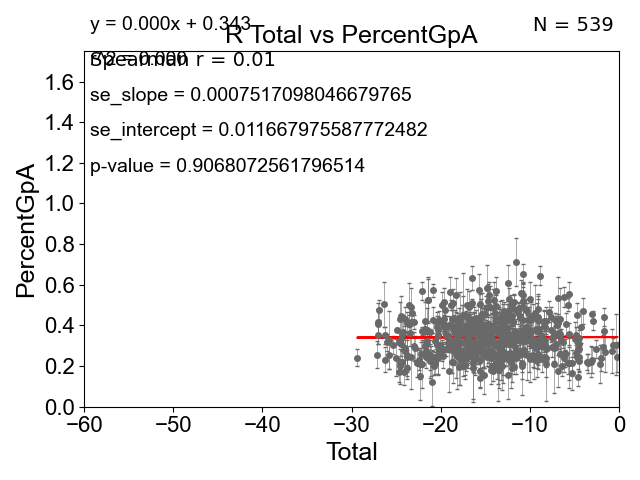 y = 0.000x + 0.343
R Total vs PercentGpA
N = 539
Spearman r = 0.01
se_slope = 0.0007517098046679765
se_intercept = 0.011667975587772482
p-value = 0.9068072561796514
PercentGpA
1.6
1.4
1.2
1.0
0.8
0.6
0.4
0.2
0.0
−60 −50 −40 −30 −20 −10 0
Total